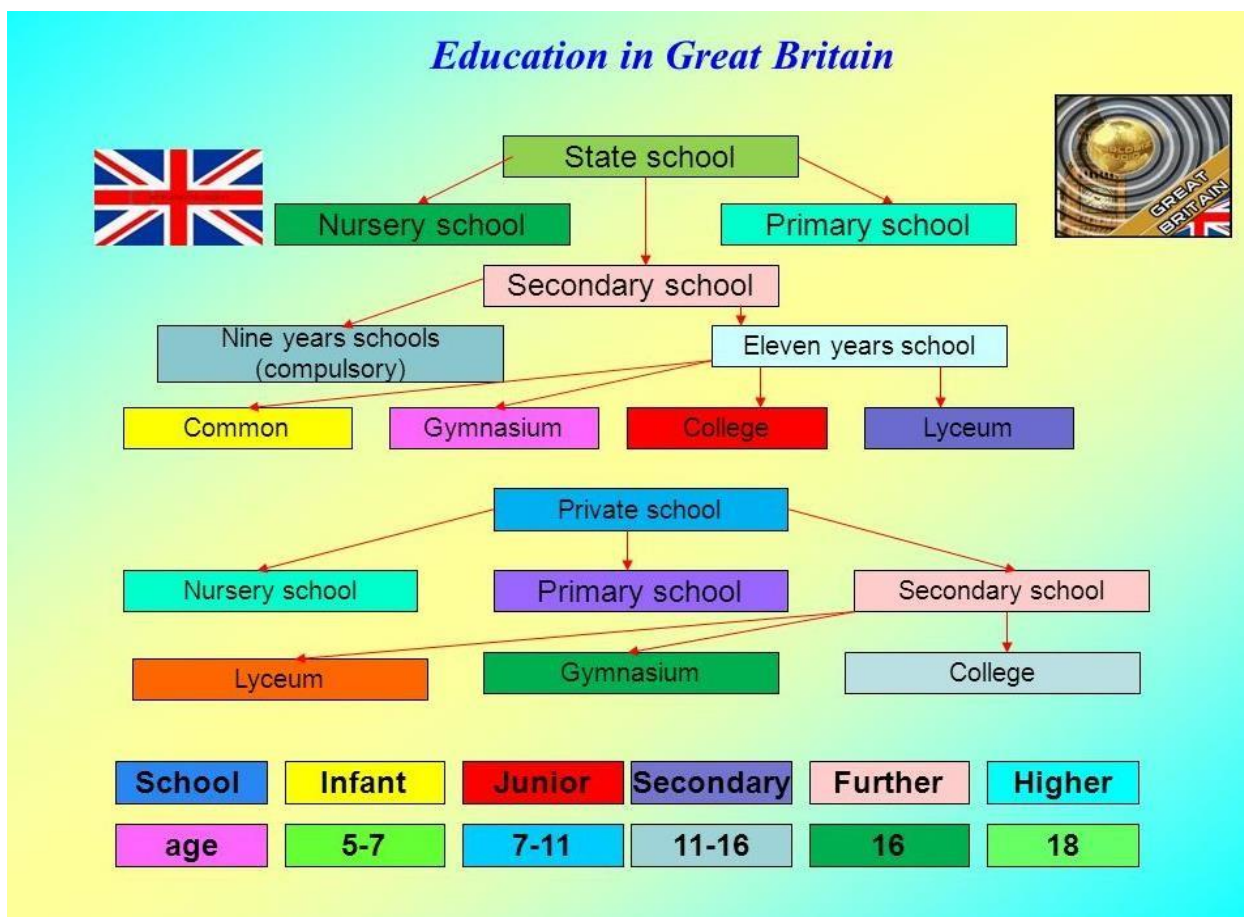 Education in Great Britain
State school
Nursery school
Primary school
GREAT
BRITAIN
Secondary school
Nine years schools
(compulsory)
Eleven years school
Common
Gymnasium
College
Lyceum
Private school
Nursery school
Primary school
Secondary school
Lyceum
Gymnasium
College
School Infant Junior Secondary Further Higher
age 5-7 7-11 11-16 16 18